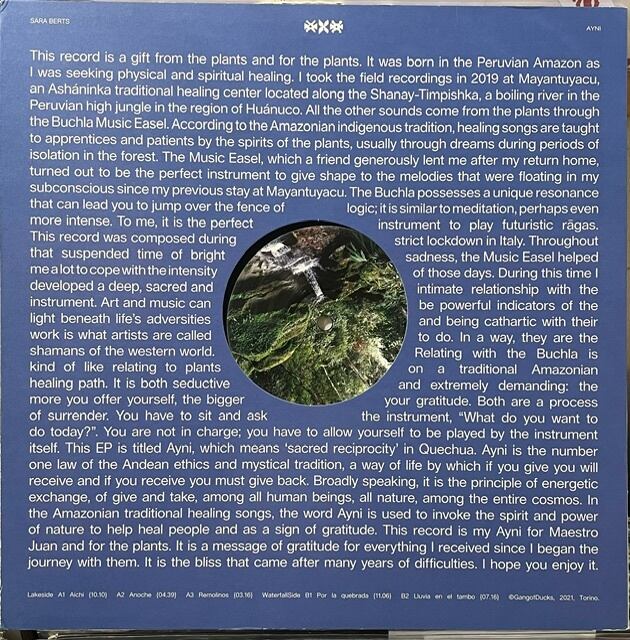 SARA BERTS
AYNI
This record is a gift from the plants and for the plants. It was born in the Peruvian Amazon as
I was seeking physical and spiritual healing. I took the field recordings in 2019 at Mayantuyacu,
an Asháninka traditional healing center located along the Shanay-Timpishka, a boiling river in the
Peruvian high jungle in the region of Huánuco. All the other sounds come from the plants through
the Buchla Music Easel. According to the Amazonian indigenous tradition, healing songs are taught
to apprentices and patients by the spirits of the plants, usually through dreams during periods of
isolation in the forest. The Music Easel, which a friend generously lent me after my return home,
turned out to be the perfect instrument to give shape to the melodies that were floating in my
subconscious since my previous stay at Mayantuyacu. The Buchla possesses a unique resonance
that can lead you to jump over the fence of logic; it is similar to meditation, perhaps even
more intense. To me, it is the perfect instrument to play futuristic rāgas.
This record was composed during strict lockdown in Italy. Throughout
that suspended time of bright sadness, the Music Easel helped
me a lot to cope with the intensity of those days. During this time I
developed a deep, sacred and intimate relationship with the
instrument. Art and music can be powerful indicators of the
light beneath life's adversities and being cathartic with their
work is what artists are called to do. In a way, they are the
shamans of the western world. Relating with the Buchla is
kind of like relating to plants on a traditional Amazonian
healing path. It is both seductive and extremely demanding: the
more you offer yourself, the bigger your gratitude. Both are a process
of surrender. You have to sit and ask the instrument, “What do you want to
do today?”. You are not in charge; you have to allow yourself to be played by the instrument
itself. This EP is titled Ayni, which means ‘sacred reciprocity’ in Quechua. Ayni is the number
one law of the Andean ethics and mystical tradition, a way of life by which if you give you will
receive and if you receive you must give back. Broadly speaking, it is the principle of energetic
exchange, of give and take, among all human beings, all nature, among the entire cosmos. In
the Amazonian traditional healing songs, the word Ayni is used to invoke the spirit and power
of nature to help heal people and as a sign of gratitude. This record is my Ayni for Maestro
Juan and for the plants. It is a message of gratitude for everything I received since I began the
journey with them. It is the bliss that came after many years of difficulties. I hope you enjoy it.
Lakeside A1 Aichi (10.10) A2 Anoche (04.39) A3 Remolinos (03.16) WaterfallSide B1 Por la quebrada (11.06) B2 Lluvia en el tambo (07.16) ©GangofDucks, 2021, Torino.